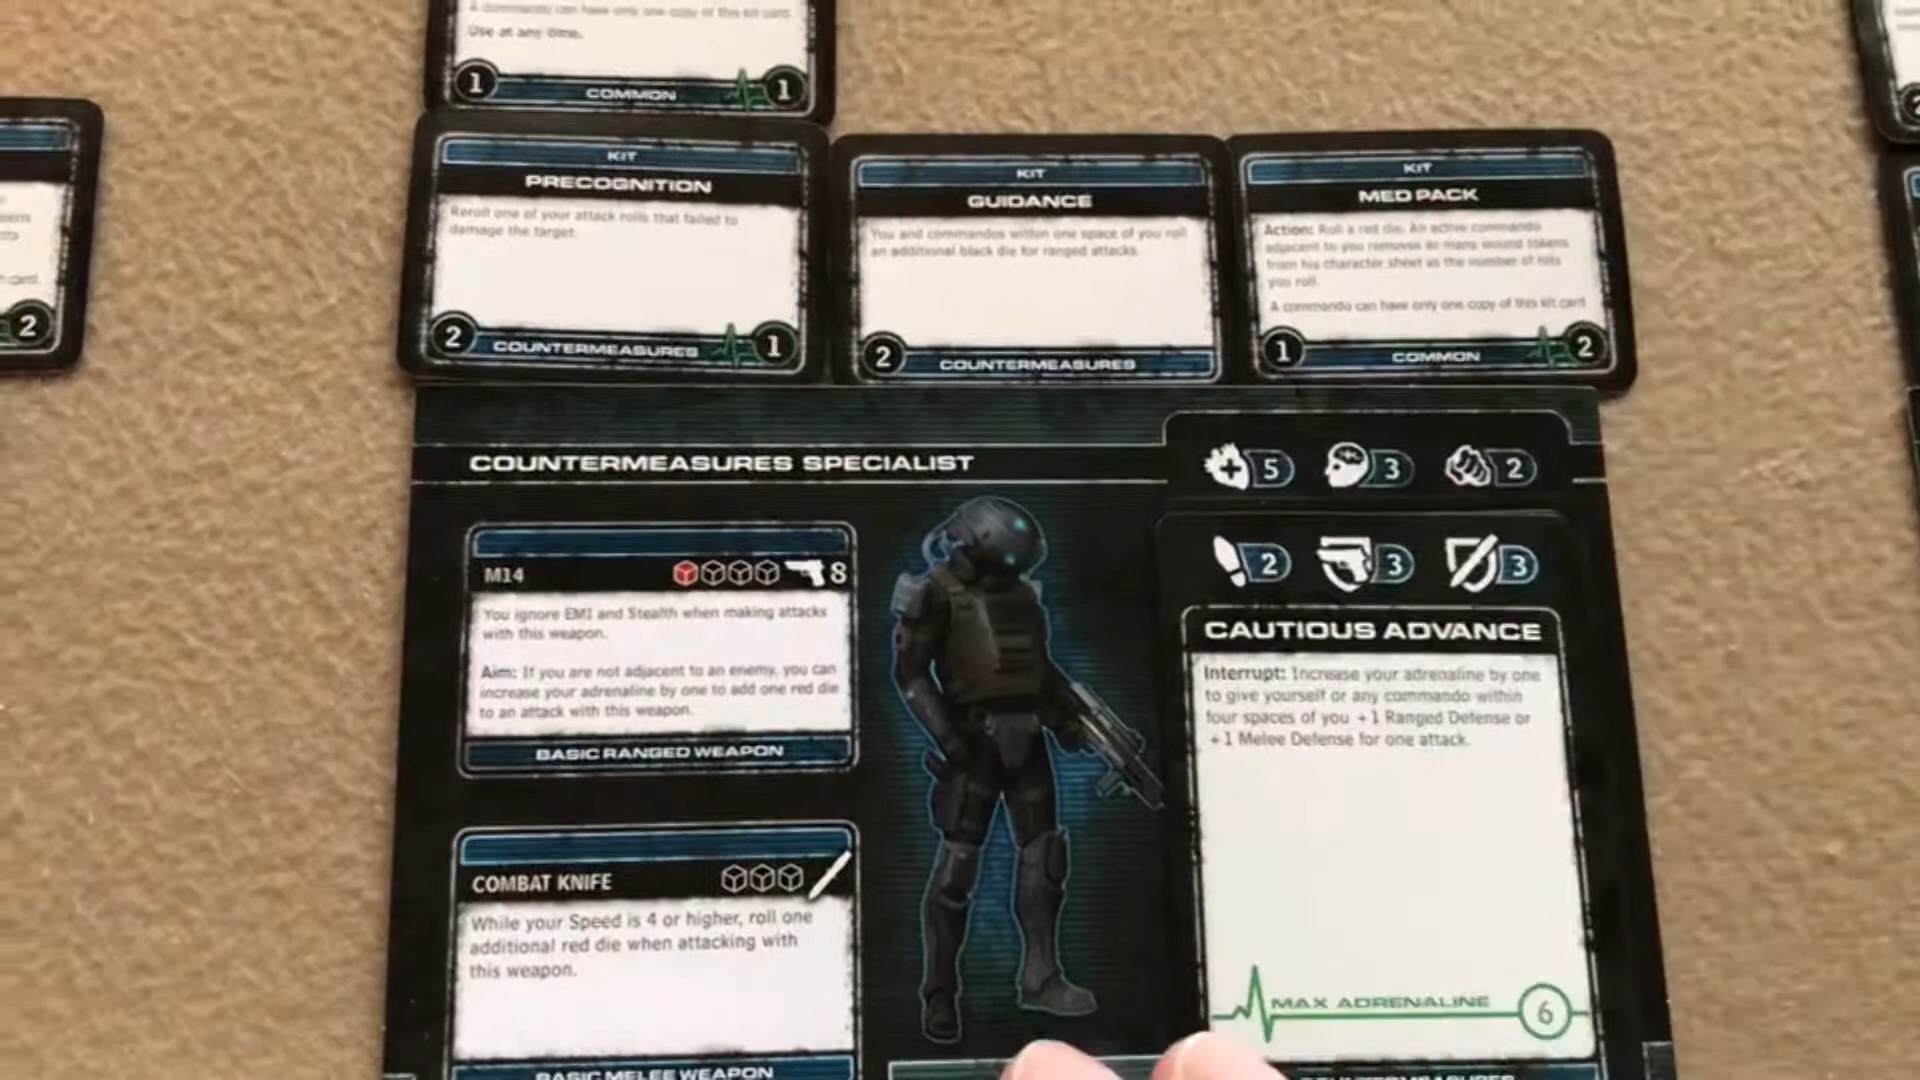 A commando can have only one copy of this kit card.
Use at any time.
1 COMMON 1
KIT
PRECOGNITION
Reroll one of your attack rolls that failed to
damage the target.
2 COUNTERMEASURES 1
KIT
GUIDANCE
You and commandos within one space of you roll
an additional black die for ranged attacks.
2 COUNTERMEASURES
KIT
MED PACK
Action: Roll a red die. An active commando
adjacent to you removes as many wound tokens
from his character sheet as the number of hits
you roll.
A commando can have only one copy of this kit card
1 COMMON 2
card.
2
COUNTERMEASURES SPECIALIST
5 3 2
2 3 3
M14 8
You ignore EMI and Stealth when making attacks
with this weapon.
Aim: If you are not adjacent to an enemy, you can
increase your adrenaline by one to add one red die
to an attack with this weapon.
BASIC RANGED WEAPON
COMBAT KNIFE
While your Speed is 4 or higher, roll one
additional red die when attacking with
this weapon.
BASIC MELEE WEAPON
CAUTIOUS ADVANCE
Interrupt: Increase your adrenaline by one
to give yourself or any commando within
four spaces of you +1 Ranged Defense or
+1 Melee Defense for one attack.
MAX ADRENALINE 6
COUNTERMEASURES